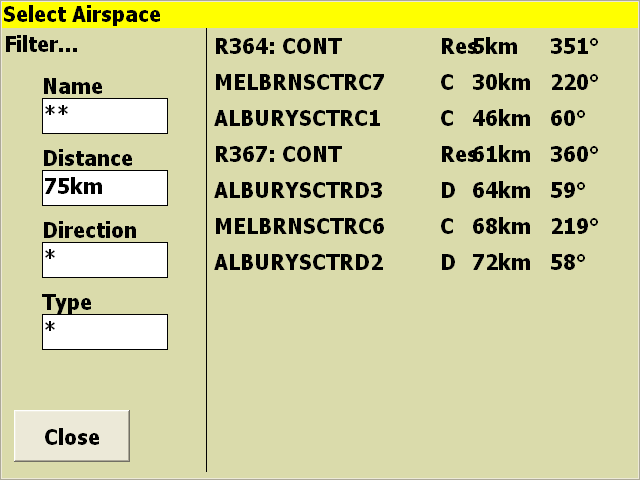 Select Airspace
Filter...
Name
**
Distance
75km
Direction
*
Type
*
Close
R364: CONT Res 5km 351°
MELBRNSCTRC7 C 30km 220°
ALBURYSCTRC1 C 46km 60°
R367: CONT Res 61km 360°
ALBURYSCTRD3 D 64km 59°
MELBRNSCTRC6 C 68km 219°
ALBURYSCTRD2 D 72km 58°